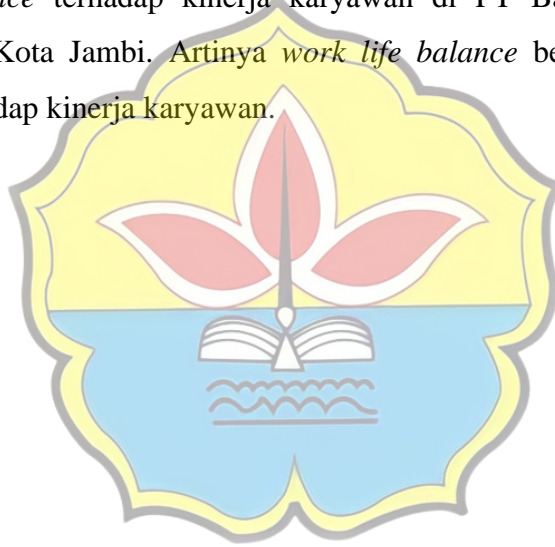 terhadap kinerja karyawan di PT
Kota Jambi. Artinya work life balance
kinerja karyawan.